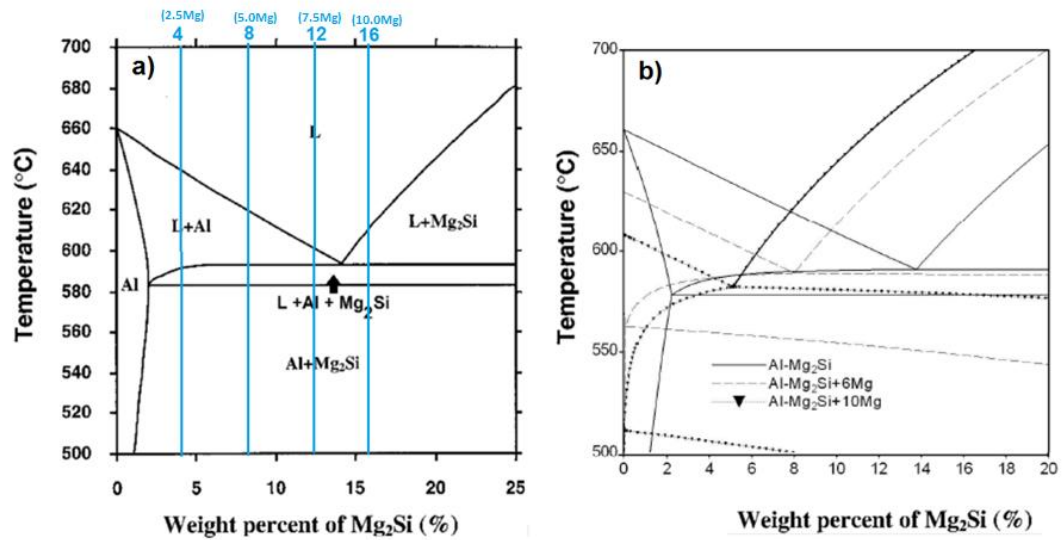 (2.5Mg) (5.0Mg) (7.5Mg) (10.0Mg)
4 8 12 16
a)
700
660
640
620
600
580
560
540
520
500
Temperature (°C)
L
L+Al
L+Mg2Si
Al
L +Al + Mg2Si
Al+Mg2Si
0 5 10 15 20 25
Weight percent of Mg2Si (%)
b)
700
650
600
550
500
Temperature (°C)
Al-Mg2Si
Al-Mg2Si+6Mg
Al-Mg2Si+10Mg
0 2 4 6 8 10 12 14 16 18 20
Weight percent of Mg2Si (%)